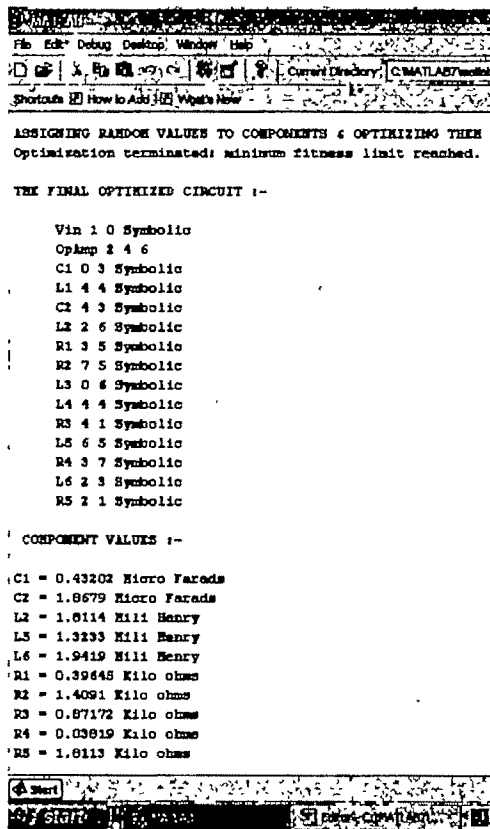 File Edit Debug Desktop Window Help
Current Directory: C:\MATLAB7\
Shortcuts How to Add What's New
ASSIGNING RANDOM VALUES TO COMPONENTS & OPTIMIZING THEM
Optimization terminated: minimum fitness limit reached.
THE FINAL OPTIMIZED CIRCUIT :-
Vin 1 0 Symbolic
OpAmp 2 4 6
C1 0 3 Symbolic
L1 4 4 Symbolic
C2 4 3 Symbolic
L2 2 6 Symbolic
R1 3 5 Symbolic
R2 7 5 Symbolic
L3 0 6 Symbolic
L4 4 4 Symbolic
R3 4 1 Symbolic
L5 6 5 Symbolic
R4 3 7 Symbolic
L6 2 3 Symbolic
R5 2 1 Symbolic
COMPONENT VALUES :-
C1 = 0.43202 Micro Farads
C2 = 1.8679 Micro Farads
L2 = 1.8114 Mili Henry
L5 = 1.3233 Mili Henry
L6 = 1.9419 Mili Henry
R1 = 0.39645 Kilo ohms
R2 = 1.4091 Kilo ohms
R3 = 0.87172 Kilo ohms
R4 = 0.03819 Kilo ohms
R5 = 1.8113 Kilo ohms
Start
start